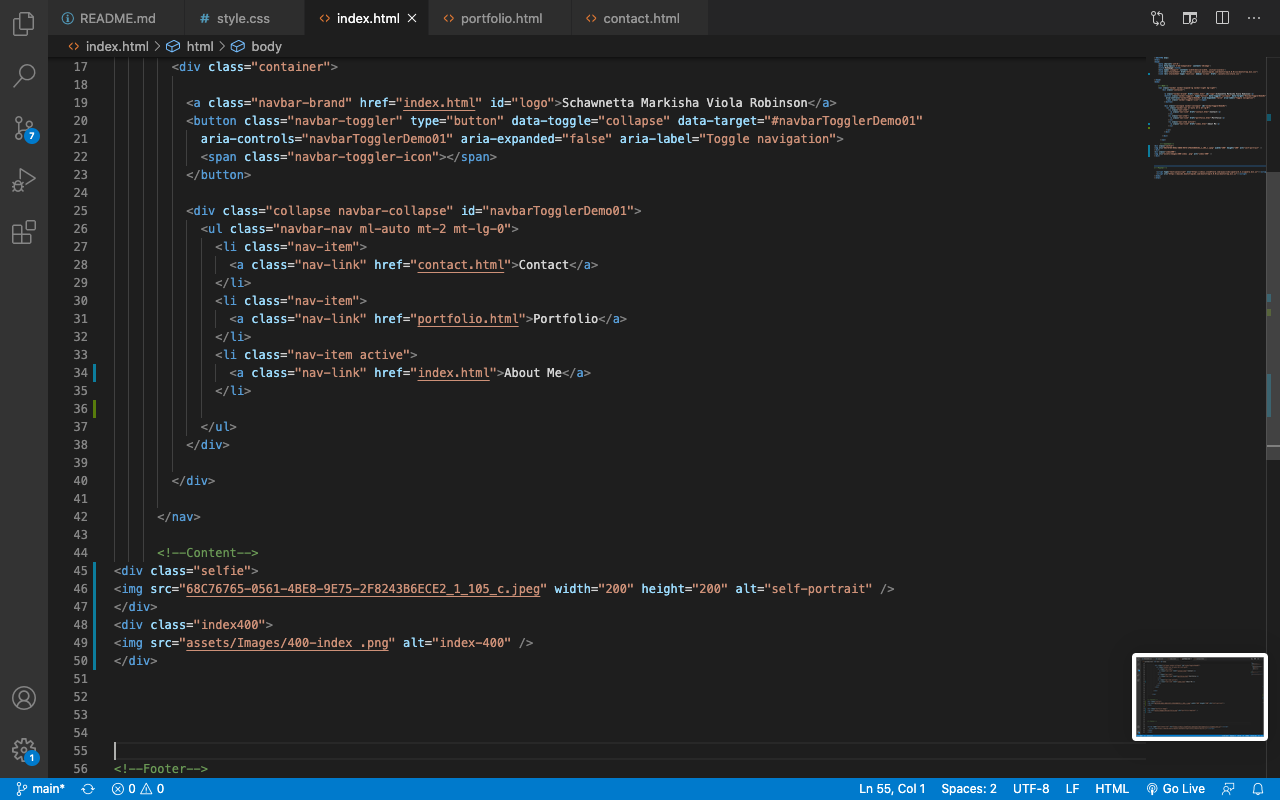 README.md # style.css index.html portfolio.html contact.html
index.html > html > body
17 <div class="container">
18
19 <a class="navbar-brand" href="index.html" id="logo">Schawnetta Markisha Viola Robinson</a>
20 <button class="navbar-toggler" type="button" data-toggle="collapse" data-target="#navbarTogglerDemo01"
21 aria-controls="navbarTogglerDemo01" aria-expanded="false" aria-label="Toggle navigation">
22 <span class="navbar-toggler-icon"></span>
23 </button>
24
25 <div class="collapse navbar-collapse" id="navbarTogglerDemo01">
26 <ul class="navbar-nav ml-auto mt-2 mt-lg-0">
27 <li class="nav-item">
28 <a class="nav-link" href="contact.html">Contact</a>
29 </li>
30 <li class="nav-item">
31 <a class="nav-link" href="portfolio.html">Portfolio</a>
32 </li>
33 <li class="nav-item active">
34 <a class="nav-link" href="index.html">About Me</a>
35 </li>
36
37 </ul>
38 </div>
39
40 </div>
41
42 </nav>
43
44 <!--Content-->
45 <div class="selfie">
46 <img src="68C76765-0561-4BE8-9E75-2F8243B6ECE2_1_105_c.jpeg" width="200" height="200" alt="self-portrait" />
47 </div>
48 <div class="index400">
49 <img src="assets/Images/400-index .png" alt="index-400" />
50 </div>
51
52
53
54
55
56 <!--Footer-->
7
1
main* 0 0 Ln 55, Col 1 Spaces: 2 UTF-8 LF HTML Go Live